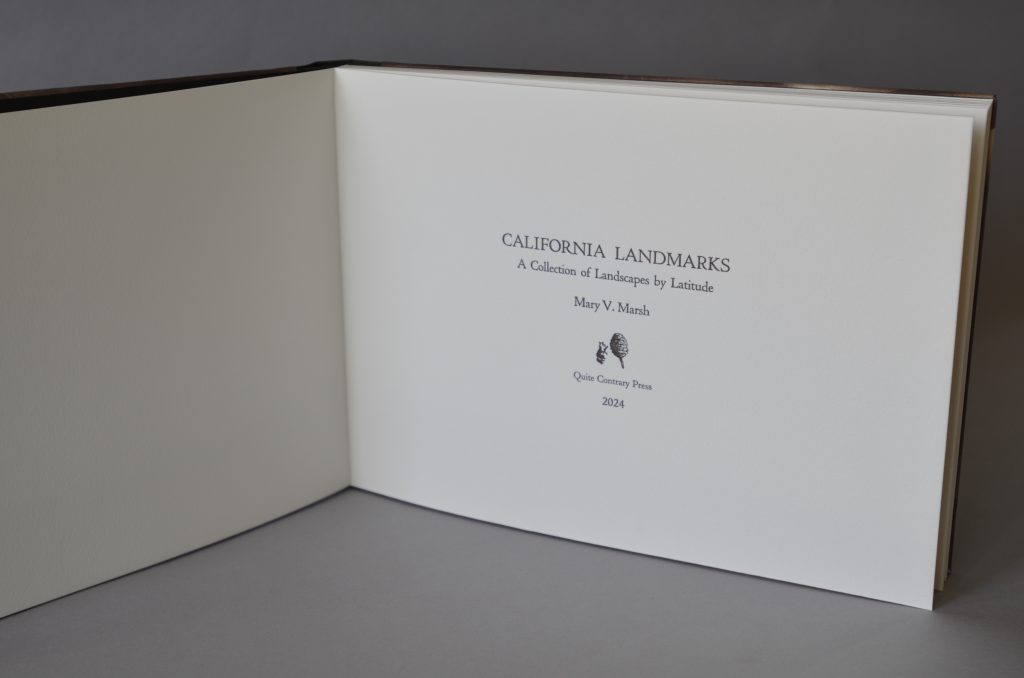 CALIFORNIA LANDMARKS
A Collection of Landscapes by Latitude
Mary V. Marsh
Quite Contrary Press
2024